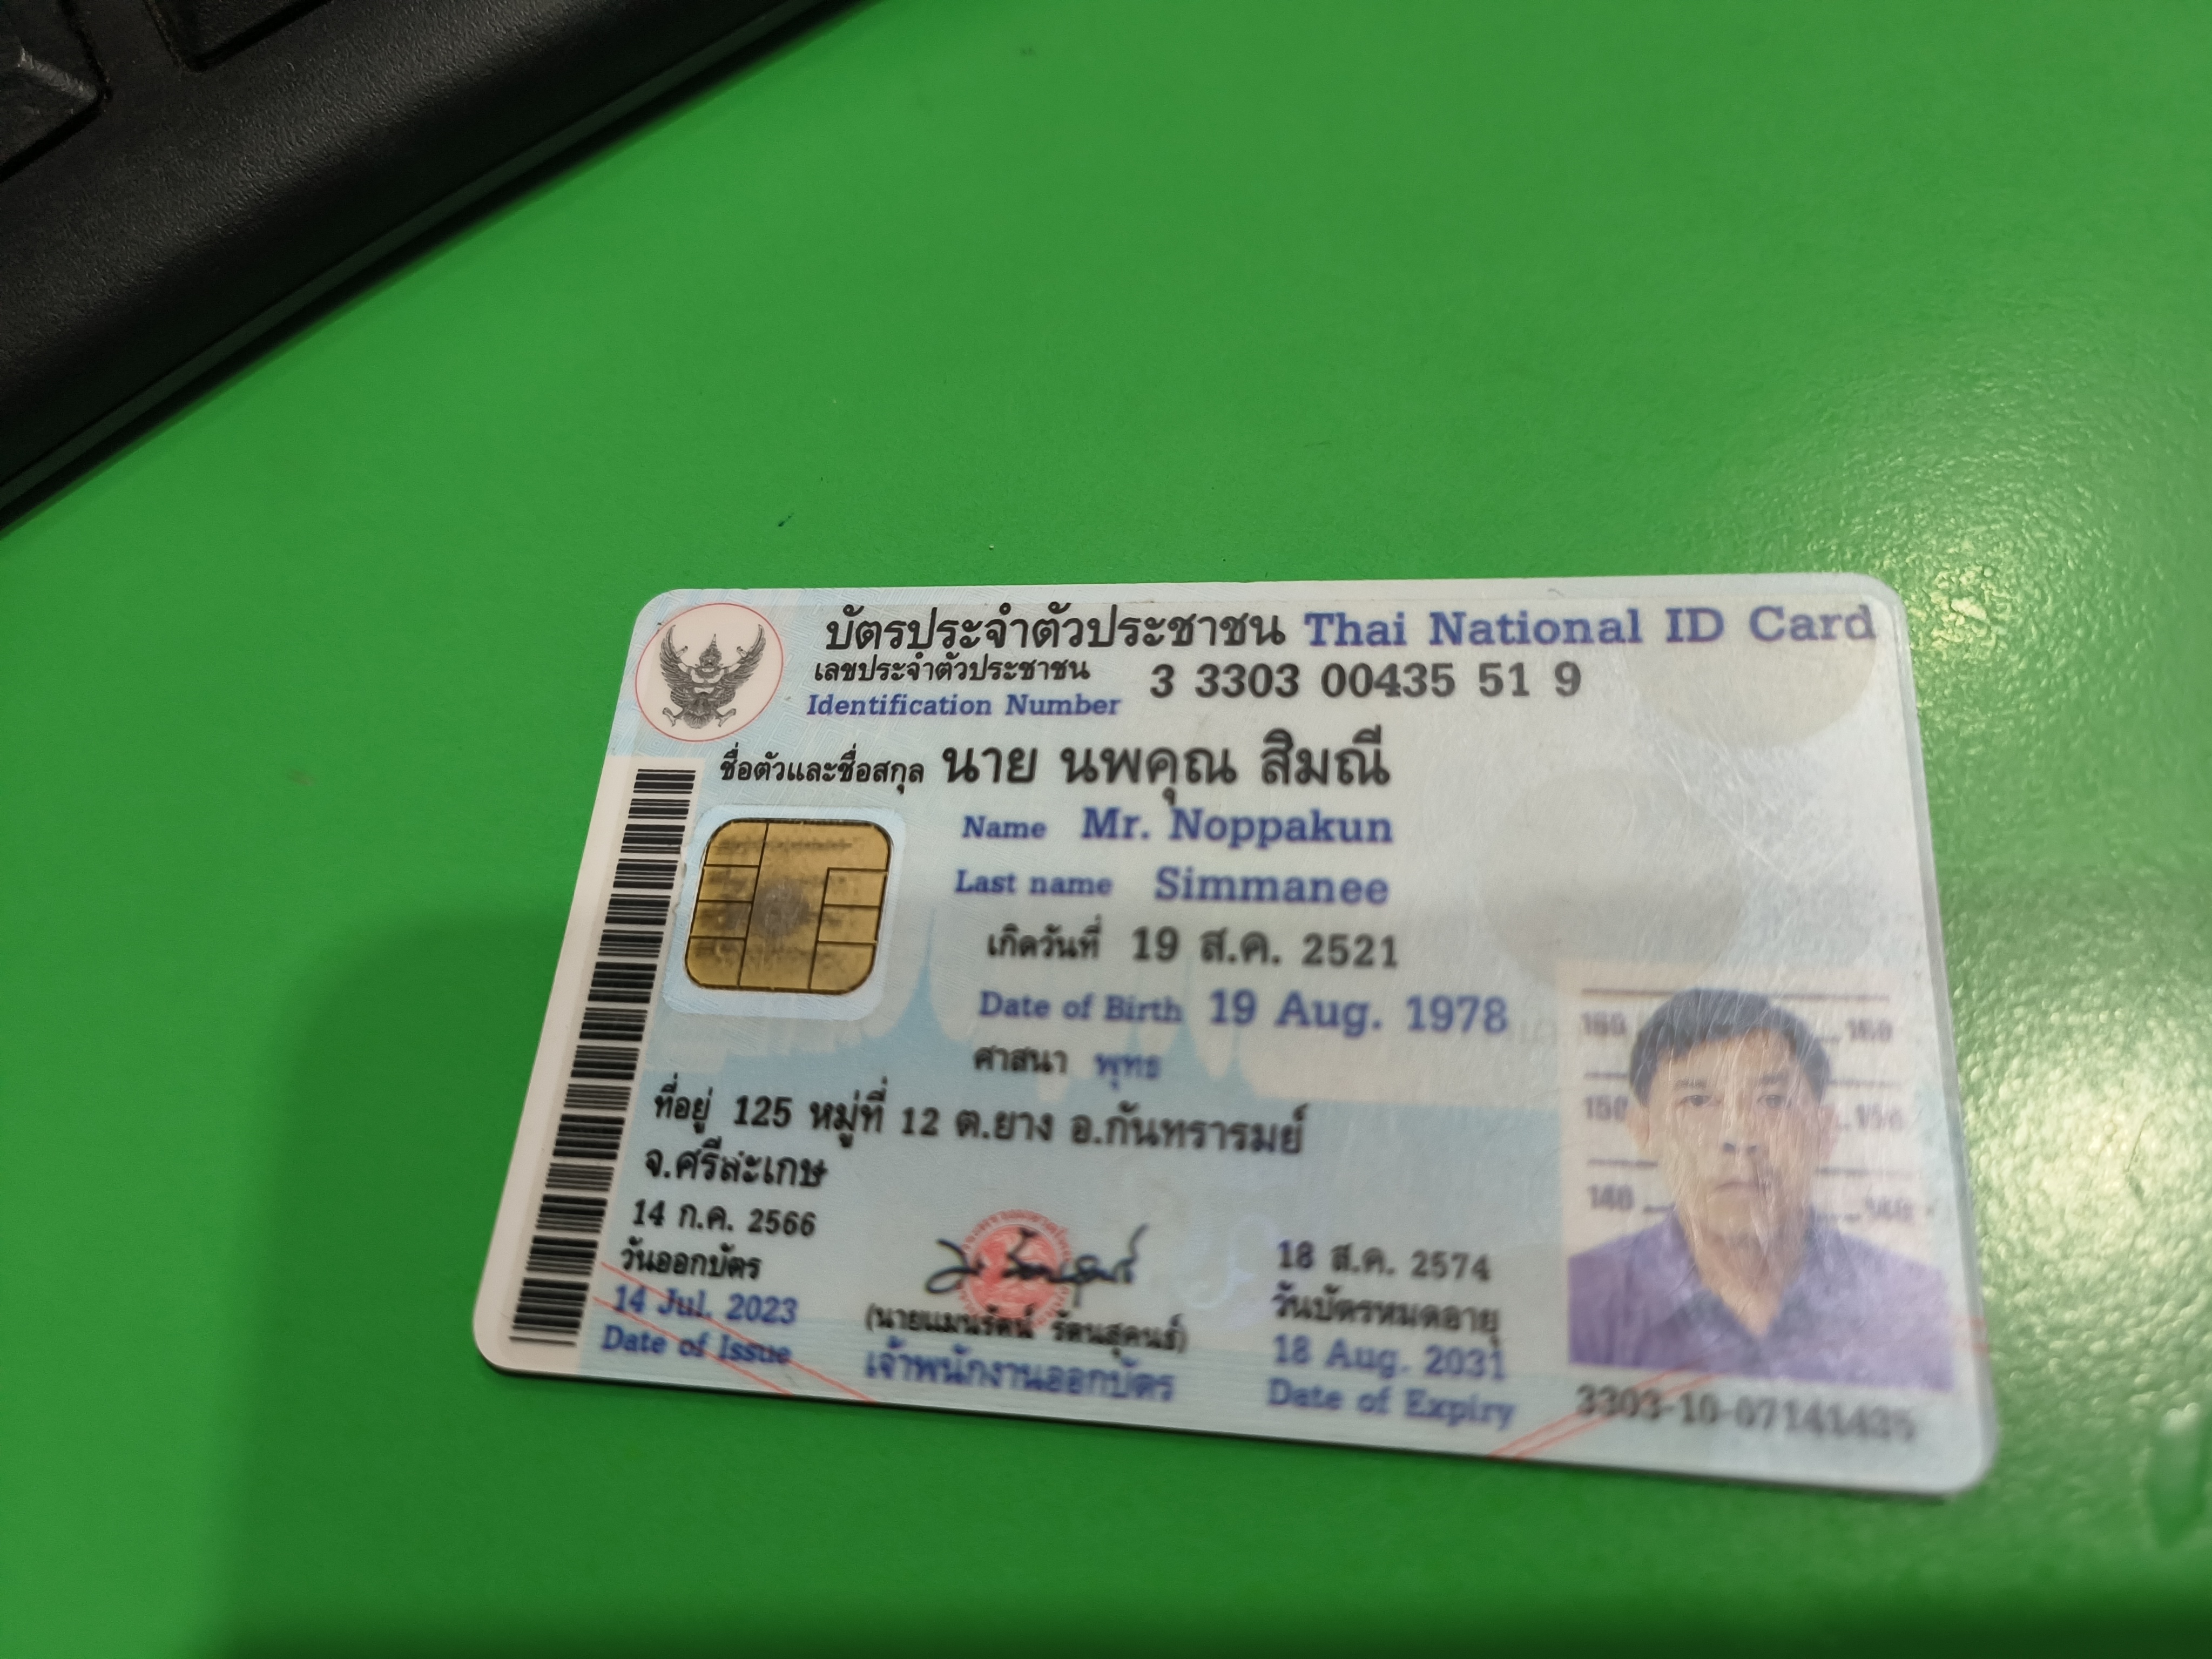 บัตรประจำตัวประชาชน Thai National ID Card
เลขประจำตัวประชาชน
Identification Number
3 3303 00435 51 9
ชื่อตัวและชื่อสกุล นาย นพคุณ สิมณี
Name Mr. Noppakun
Last name Simmanee
เกิดวันที่ 19 ส.ค. 2521
Date of Birth 19 Aug. 1978
ศาสนา พุทธ
ที่อยู่ 125 หมู่ที่ 12 ต.ยาง อ.กันทรารมย์
จ.ศรีสะเกษ
14 ก.ค. 2566
วันออกบัตร
14 Jul. 2023
Date of Issue
(นายแมนรัตน์ รัตนสุคนธ์)
เจ้าพนักงานออกบัตร
18 ส.ค. 2574
วันบัตรหมดอายุ
18 Aug. 2031
Date of Expiry
160 160
150 150
140 140
3303-10-07141435